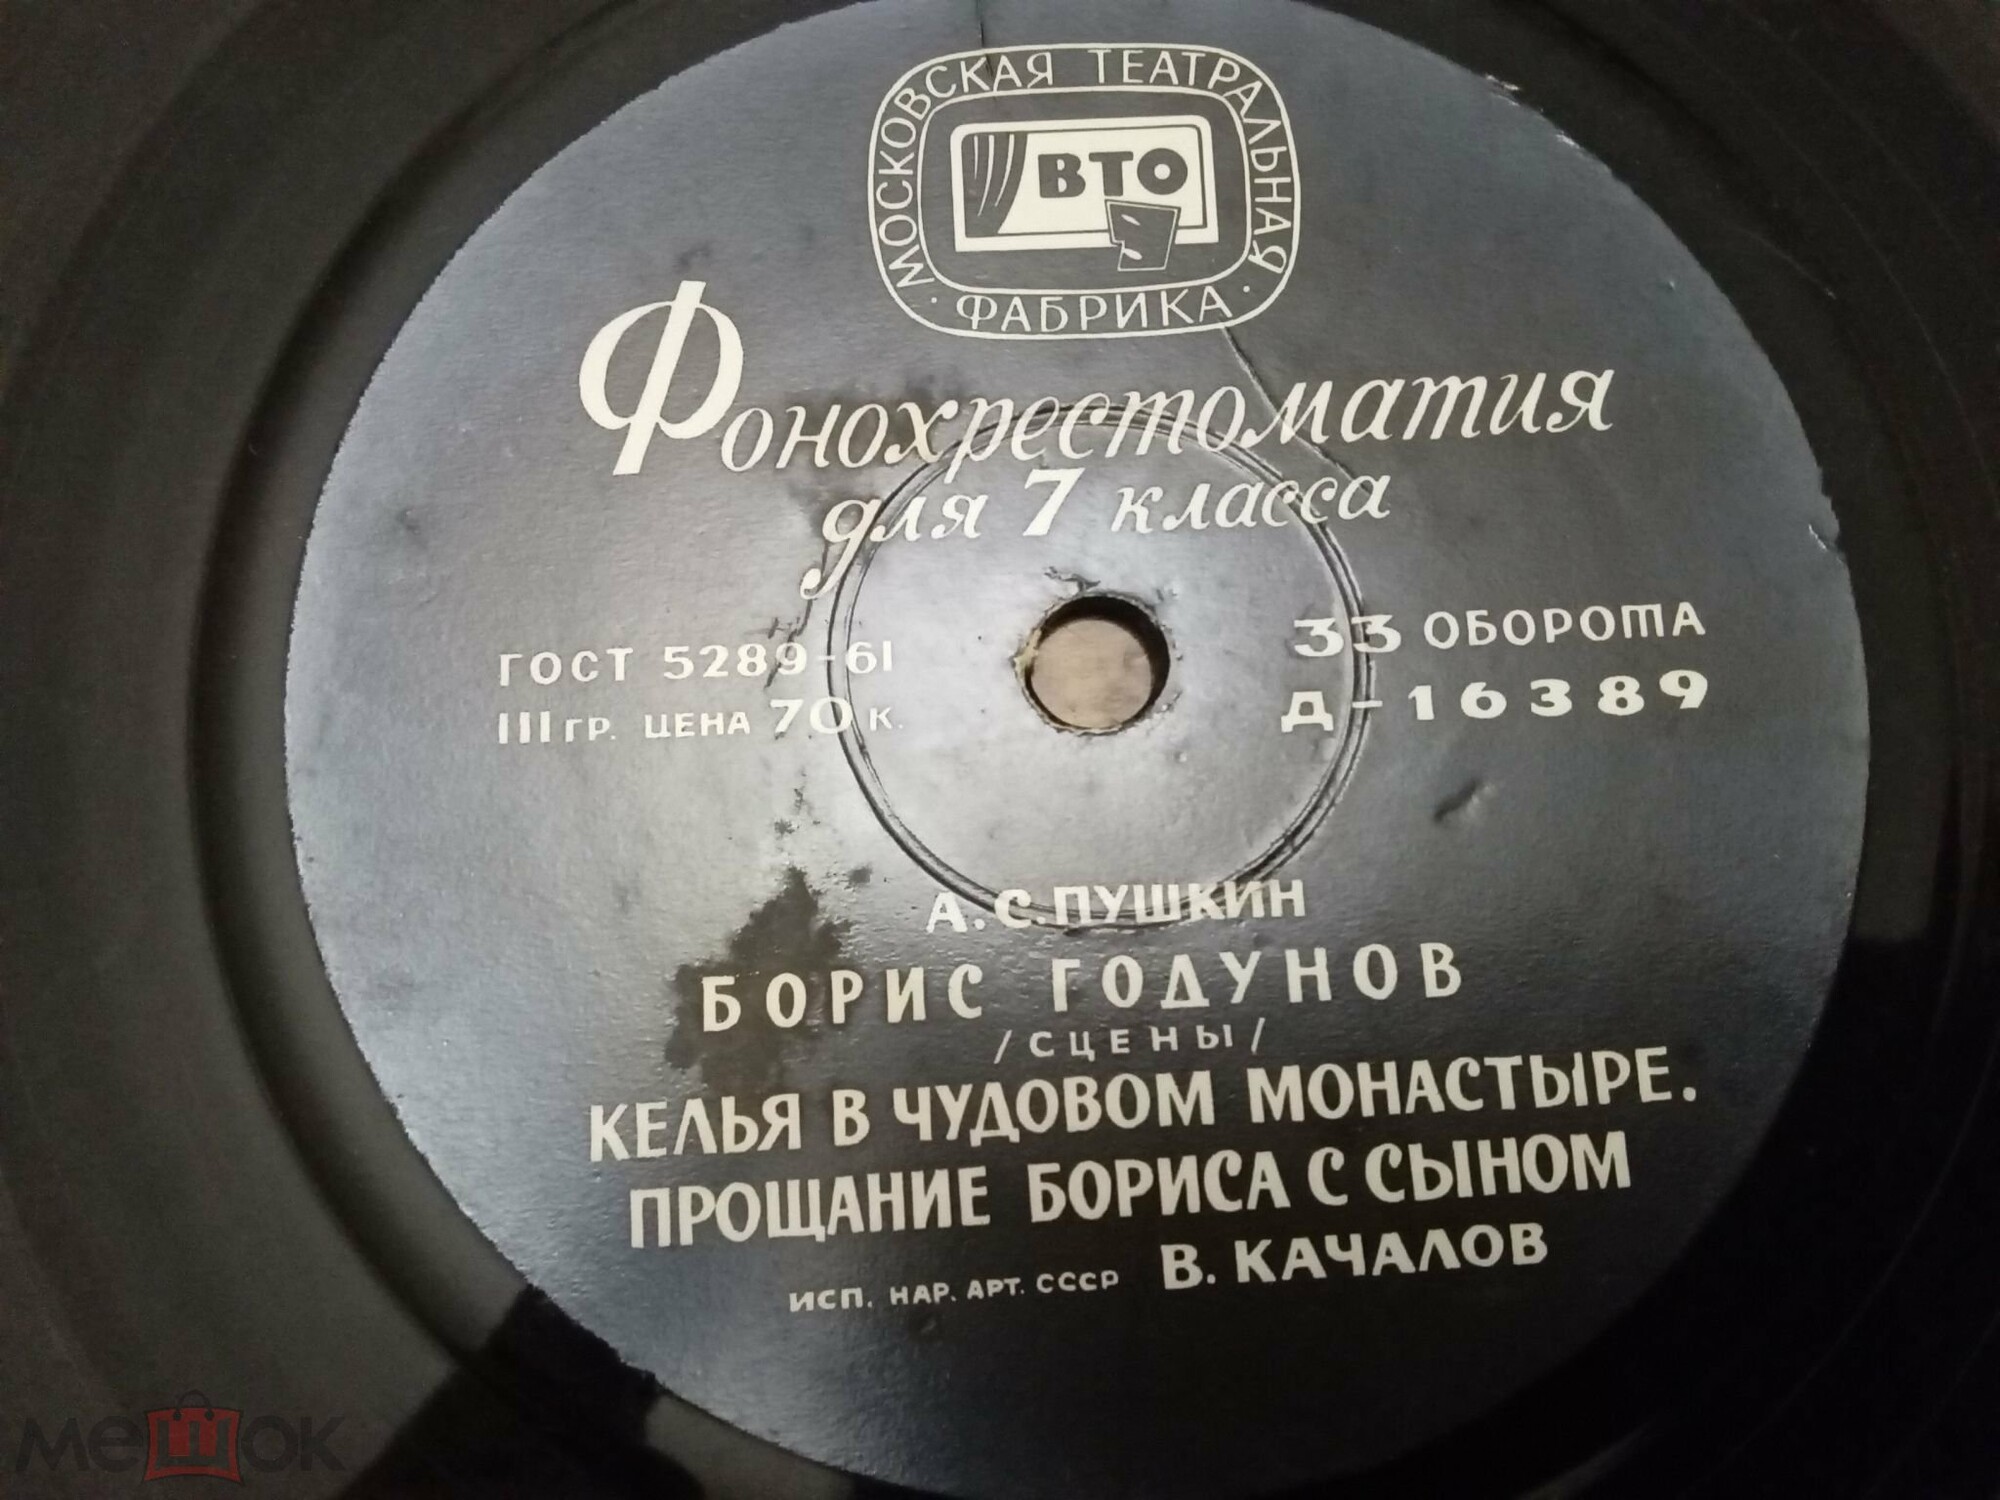 МОСКОВСКАЯ ТЕАТРАЛЬНАЯ
ВТО
· ФАБРИКА ·
Фонохрестоматия
для 7 класса
ГОСТ 5289-61
33 ОБОРОТА
III ГР. ЦЕНА 70 К.
Д-16389
А.С.ПУШКИН
БОРИС ГОДУНОВ
/СЦЕНЫ/
КЕЛЬЯ В ЧУДОВОМ МОНАСТЫРЕ.
ПРОЩАНИЕ БОРИСА С СЫНОМ
ИСП. НАР. АРТ. СССР В. КАЧАЛОВ
мешок